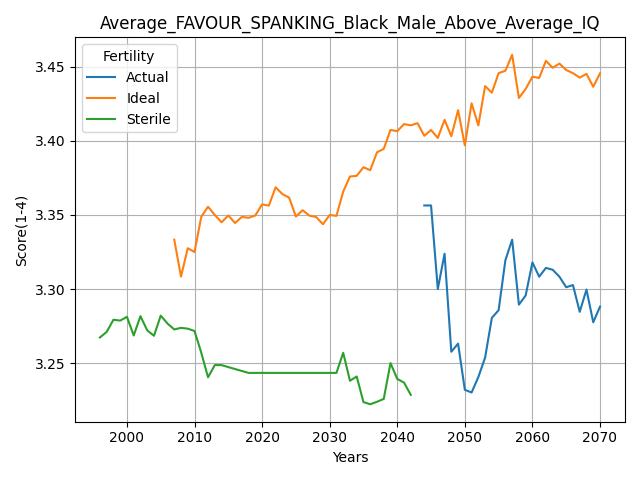 Average_FAVOUR_SPANKING_Black_Male_Above_Average_IQ
Fertility
Actual
Ideal
Sterile
Score(1-4)
3.45
3.40
3.35
3.30
3.25
2000 2010 2020 2030 2040 2050 2060 2070
Years